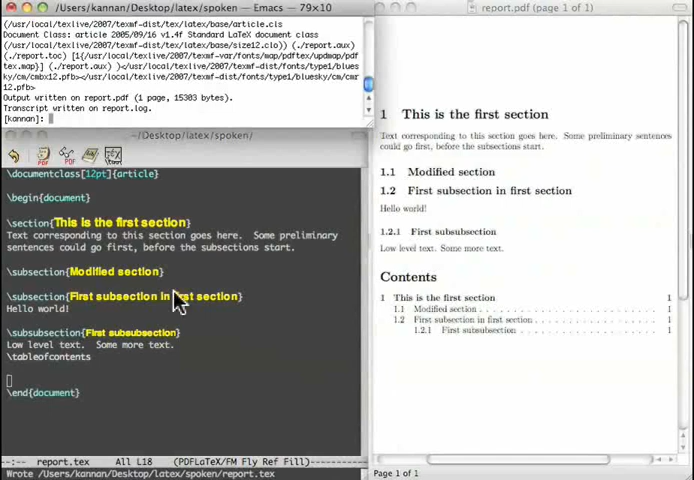 /Users/kannan/Desktop/latex/spoken — Emacs — 79×10
(/usr/local/texlive/2007/texmf-dist/tex/latex/base/article.cls
Document Class: article 2005/09/16 v1.4f Standard LaTeX document class
(/usr/local/texlive/2007/texmf-dist/tex/latex/base/size12.clo)) (./report.aux)
(./report.toc) [1{/usr/local/texlive/2007/texmf-var/fonts/map/pdftex/updmap/pdf
tex.map}] (./report.aux) )</usr/local/texlive/2007/texmf-dist/fonts/type1/blues
ky/cm/cmbx12.pfb></usr/local/texlive/2007/texmf-dist/fonts/type1/bluesky/cm/cmr
12.pfb>
Output written on report.pdf (1 page, 15303 bytes).
Transcript written on report.log.
[kannan]:
~/Desktop/latex/spoken/
PDF
PDF
\documentclass[12pt]{article}
\begin{document}
\section{This is the first section}
Text corresponding to this section goes here.  Some preliminary
sentences could go first, before the subsections start.
\subsection{Modified section}
\subsection{First subsection in first section}
Hello world!
\subsubsection{First subsubsection}
Low level text.  Some more text.
\tableofcontents
\end{document}
--:--  report.tex     All L18    (PDFLaTeX/FM Fly Ref Fill)
Wrote /Users/kannan/Desktop/latex/spoken/report.tex
report.pdf (page 1 of 1)
1 This is the first section
Text corresponding to this section goes here. Some preliminary sentences
could go first, before the subsections start.
1.1 Modified section
1.2 First subsection in first section
Hello world!
1.2.1 First subsubsection
Low level text. Some more text.
Contents
1 This is the first section 1
1.1 Modified section . . . 1
1.2 First subsection in first section . . . 1
1.2.1 First subsubsection . . . 1
Page 1 of 1